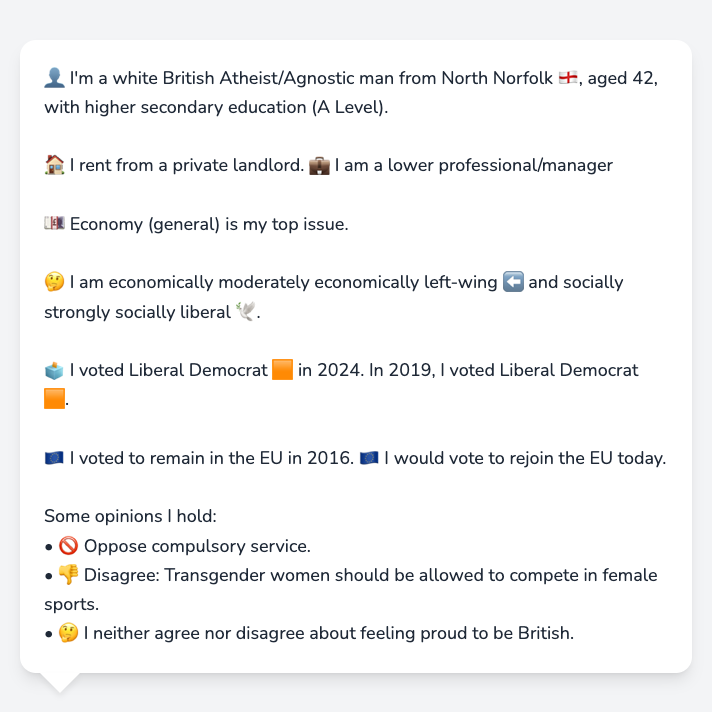 👤 I'm a white British Atheist/Agnostic man from North Norfolk 🏴󠁧󠁢󠁥󠁮󠁧󠁿, aged 42,
with higher secondary education (A Level).
🏠 I rent from a private landlord. 💼 I am a lower professional/manager
💷 Economy (general) is my top issue.
🤔 I am economically moderately economically left-wing ⬅️ and socially
strongly socially liberal 🕊️.
🗳️ I voted Liberal Democrat 🟧 in 2024. In 2019, I voted Liberal Democrat
🟧.
🇪🇺 I voted to remain in the EU in 2016. 🇪🇺 I would vote to rejoin the EU today.
Some opinions I hold:
• 🚫 Oppose compulsory service.
• 👎 Disagree: Transgender women should be allowed to compete in female
sports.
• 🤔 I neither agree nor disagree about feeling proud to be British.